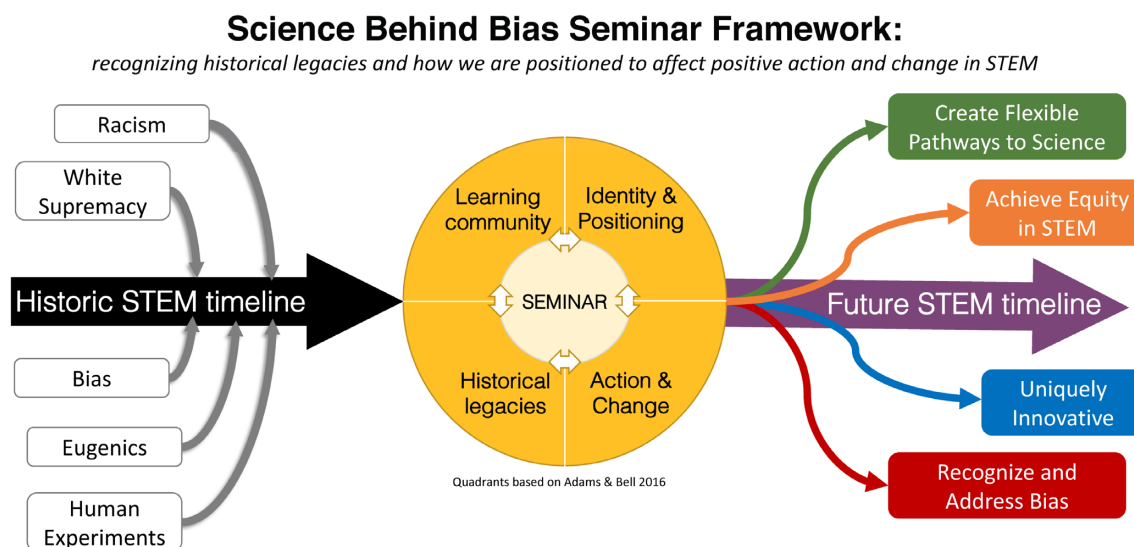 Science Behind Bias Seminar Framework:
recognizing historical legacies and how we are positioned to affect positive action and change in STEM
Racism
White
Supremacy
Historic STEM timeline
Bias
Eugenics
Human
Experiments
Learning
community
Identity &
Positioning
SEMINAR
Historical
legacies
Action &
Change
Quadrants based on Adams & Bell 2016
Create Flexible
Pathways to Science
Achieve Equity
in STEM
Future STEM timeline
Uniquely
Innovative
Recognize and
Address Bias